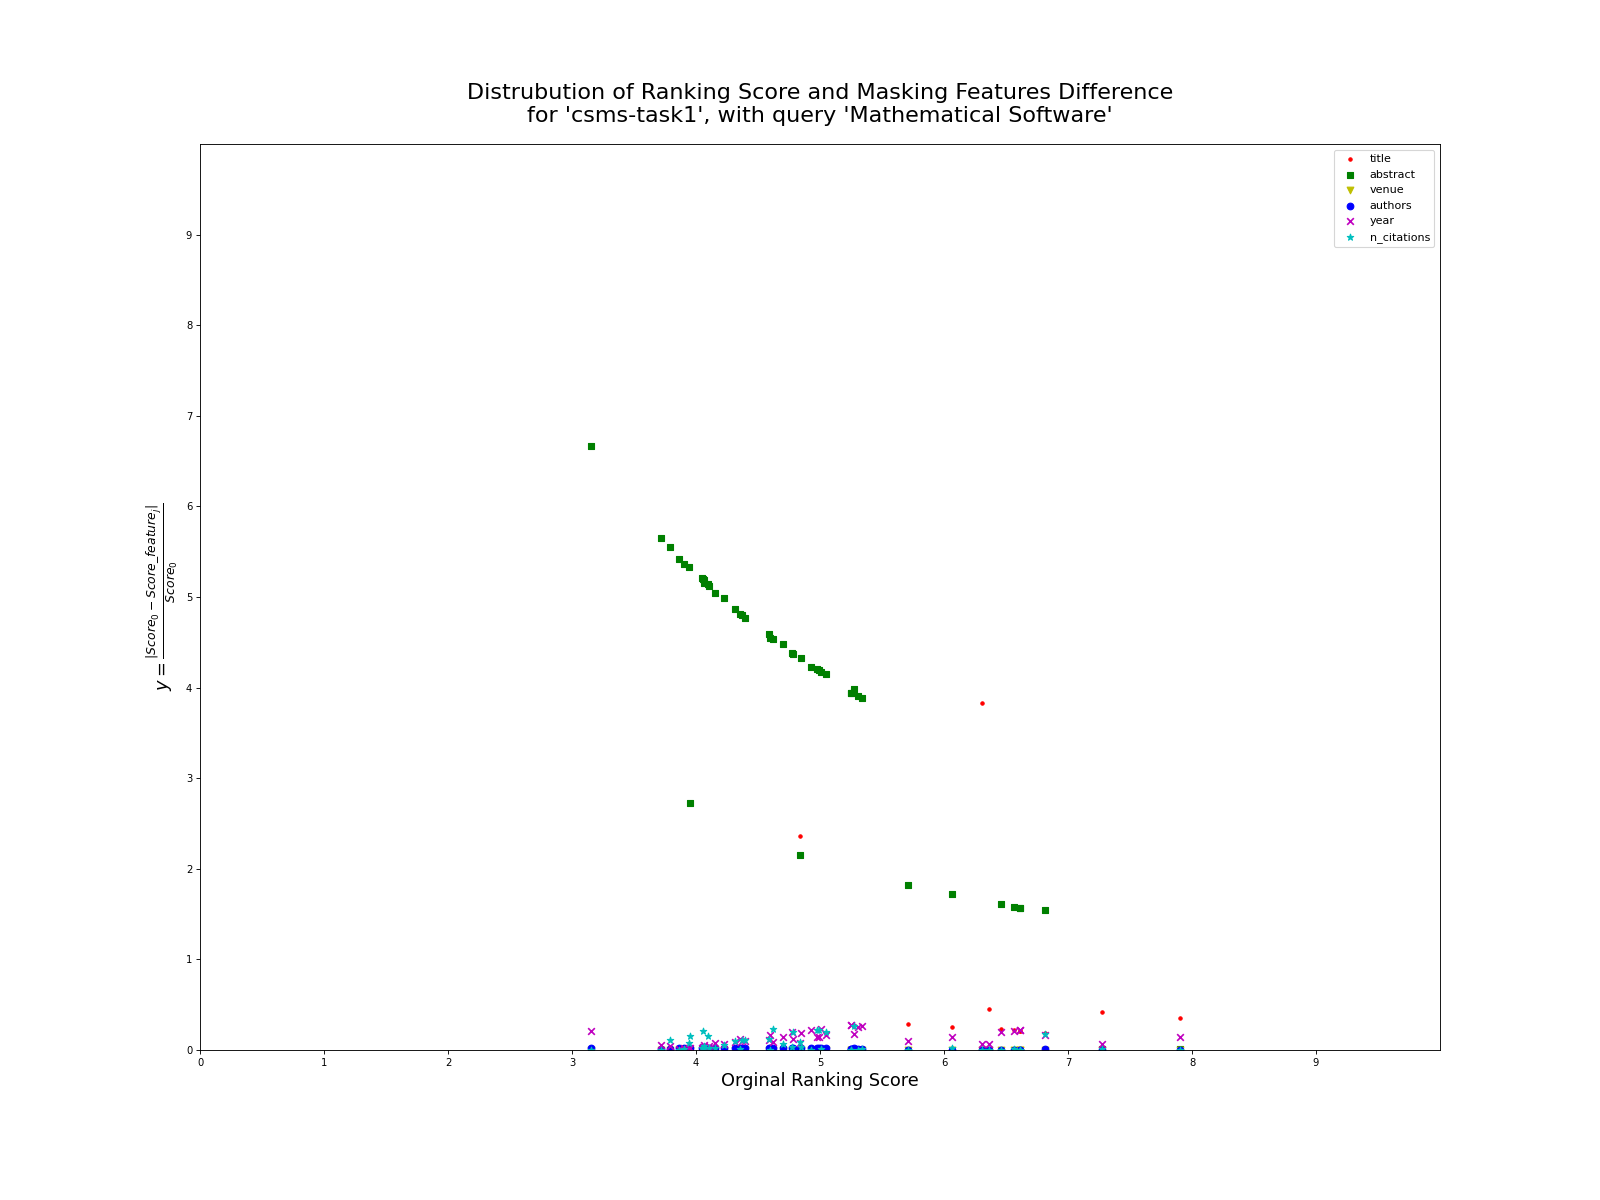 Distrubution of Ranking Score and Masking Features Difference
for 'csms-task1', with query 'Mathematical Software'
title
abstract
venue
authors
year
n_citations
9
8
7
6
5
4
3
2
1
0
y = |Score₀ − Score_featureⱼ| / Score₀
0 1 2 3 4 5 6 7 8 9
Orginal Ranking Score